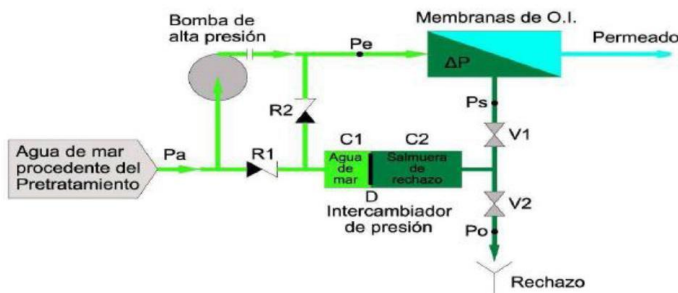 Bomba de
alta presión
Membranas de O.I.
Pe
Permeado
ΔP
R2
Ps
C1
C2
V1
Agua de mar
procedente del
Pretratamiento
Pa
R1
Agua
de
mar
Salmuera
de
rechazo
D
Intercambiador
de presión
V2
Po
Rechazo